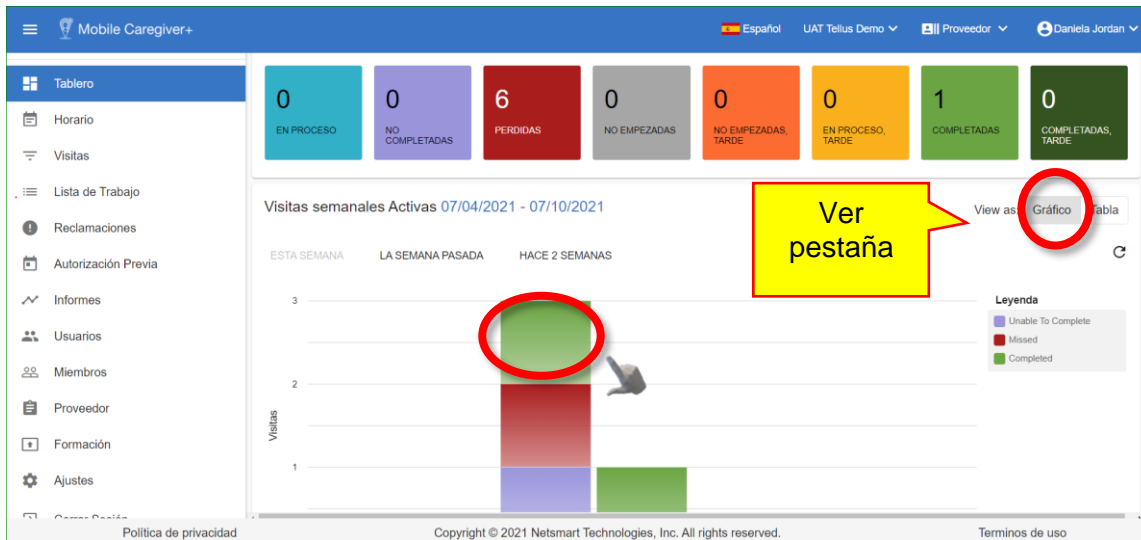 Mobile Caregiver+
Español
UAT Tellus Demo
Proveedor
Daniela Jordan
Tablero
Horario
Visitas
Lista de Trabajo
Reclamaciones
Autorización Previa
Informes
Usuarios
Miembros
Proveedor
Formación
Ajustes
Cerrar Sesión
0
EN PROCESO
0
NO
COMPLETADAS
6
PERDIDAS
0
NO EMPEZADAS
0
NO EMPEZADAS,
TARDE
0
EN PROCESO,
TARDE
1
COMPLETADAS
0
COMPLETADAS,
TARDE
Visitas semanales Activas 07/04/2021 - 07/10/2021
Ver
pestaña
View as:
Gráfico
Tabla
ESTA SEMANA
LA SEMANA PASADA
HACE 2 SEMANAS
3
2
1
Visitas
Leyenda
Unable To Complete
Missed
Completed
Política de privacidad
Copyright © 2021 Netsmart Technologies, Inc. All rights reserved.
Terminos de uso